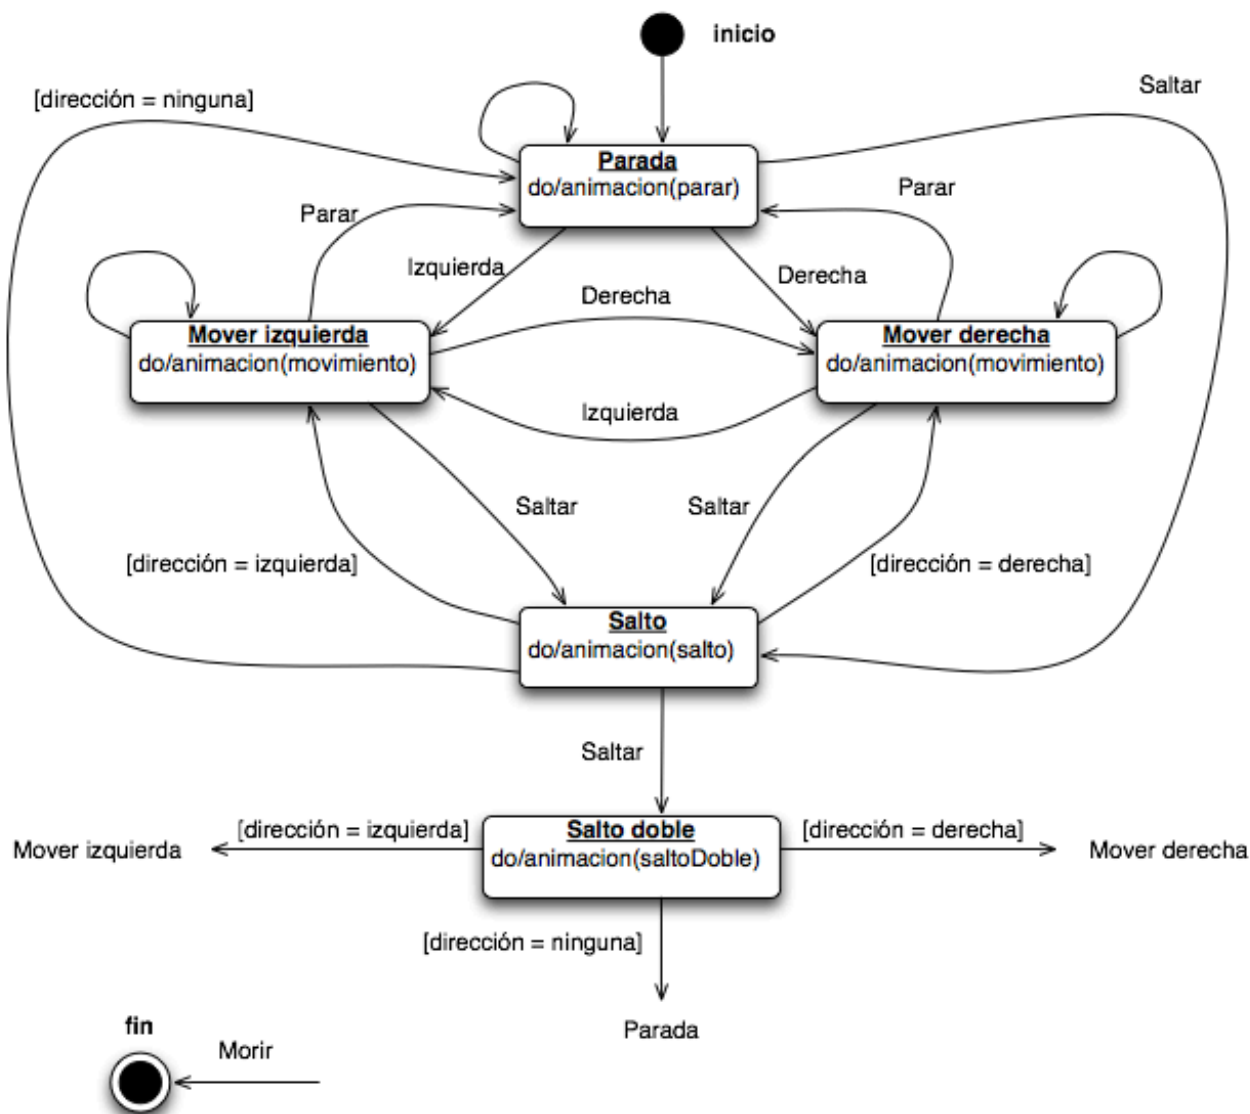 inicio
Saltar
[dirección = ninguna]
Parada
do/animacion(parar)
Parar
Parar
Izquierda
Derecha
Derecha
Mover izquierda
do/animacion(movimiento)
Mover derecha
do/animacion(movimiento)
Izquierda
Saltar
Saltar
[dirección = izquierda]
[dirección = derecha]
Salto
do/animacion(salto)
Saltar
[dirección = izquierda]
Salto doble
do/animacion(saltoDoble)
[dirección = derecha]
Mover izquierda
Mover derecha
[dirección = ninguna]
Parada
fin
Morir